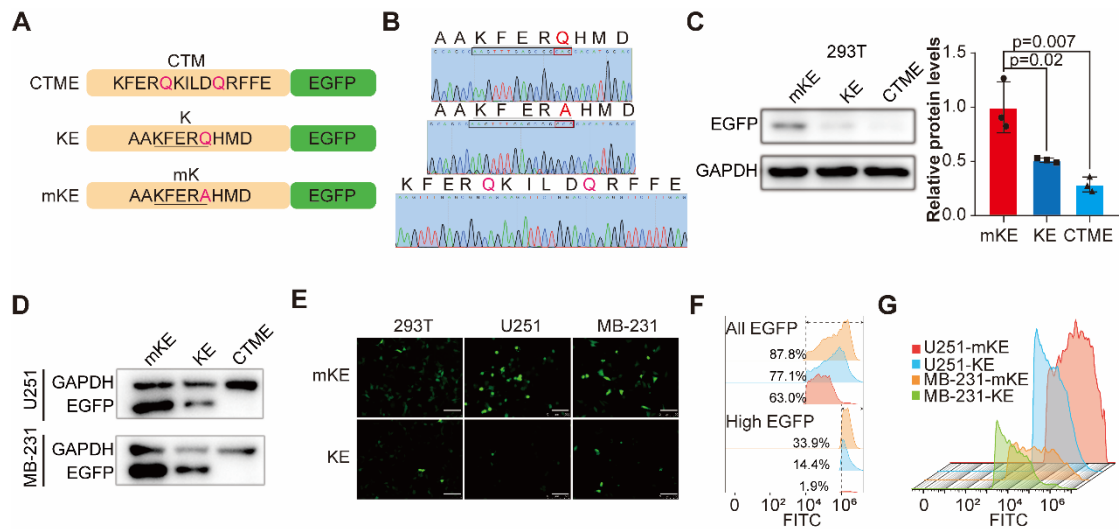 A
CTM
CTME KFERQKILDQRFFE EGFP
K
KE AAKFERQHMD EGFP
mK
mKE AAKFERAHMD EGFP
B
A A K F E R Q H M D
A A K F E R A H M D
K F E R Q K I L D Q R F F E
C
293T
mKE KE CTME
EGFP
GAPDH
Relative protein levels
1.5
1.0
0.5
0.0
p=0.007
p=0.02
mKE KE CTME
D
mKE KE CTME
U251
GAPDH
EGFP
MB-231
GAPDH
EGFP
E
293T U251 MB-231
mKE
KE
F
All EGFP
87.8%
77.1%
63.0%
High EGFP
33.9%
14.4%
1.9%
0 10² 10⁴ 10⁶
FITC
G
U251-mKE
U251-KE
MB-231-mKE
MB-231-KE
0 10² 10⁴ 10⁶
FITC